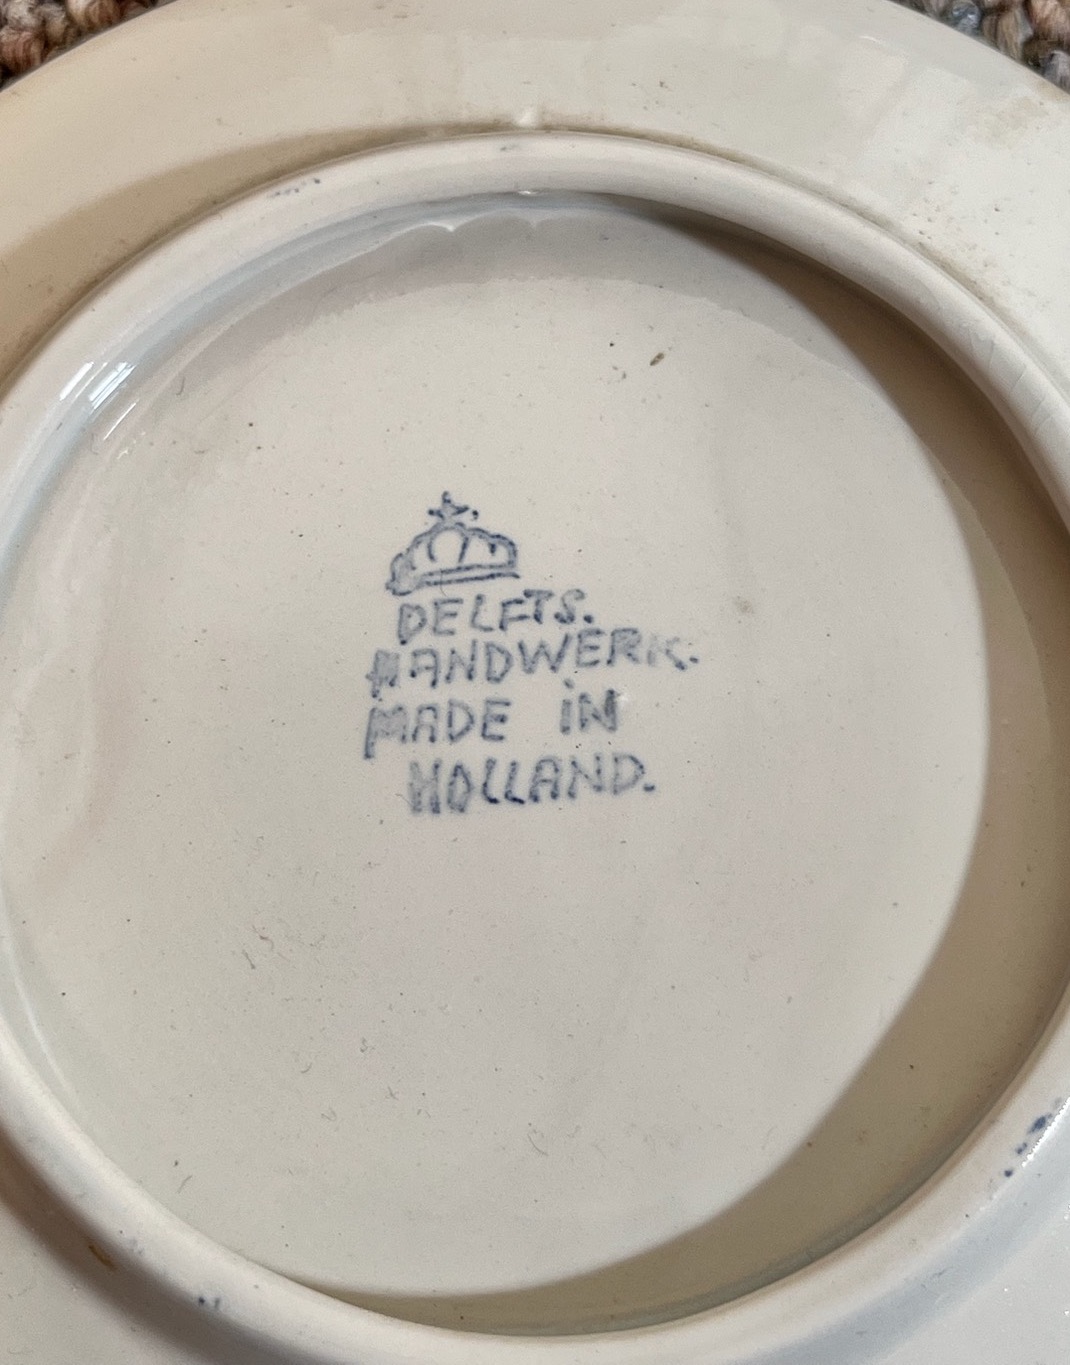 DELFTS.
HANDWERK.
MADE iN
HOLLAND.